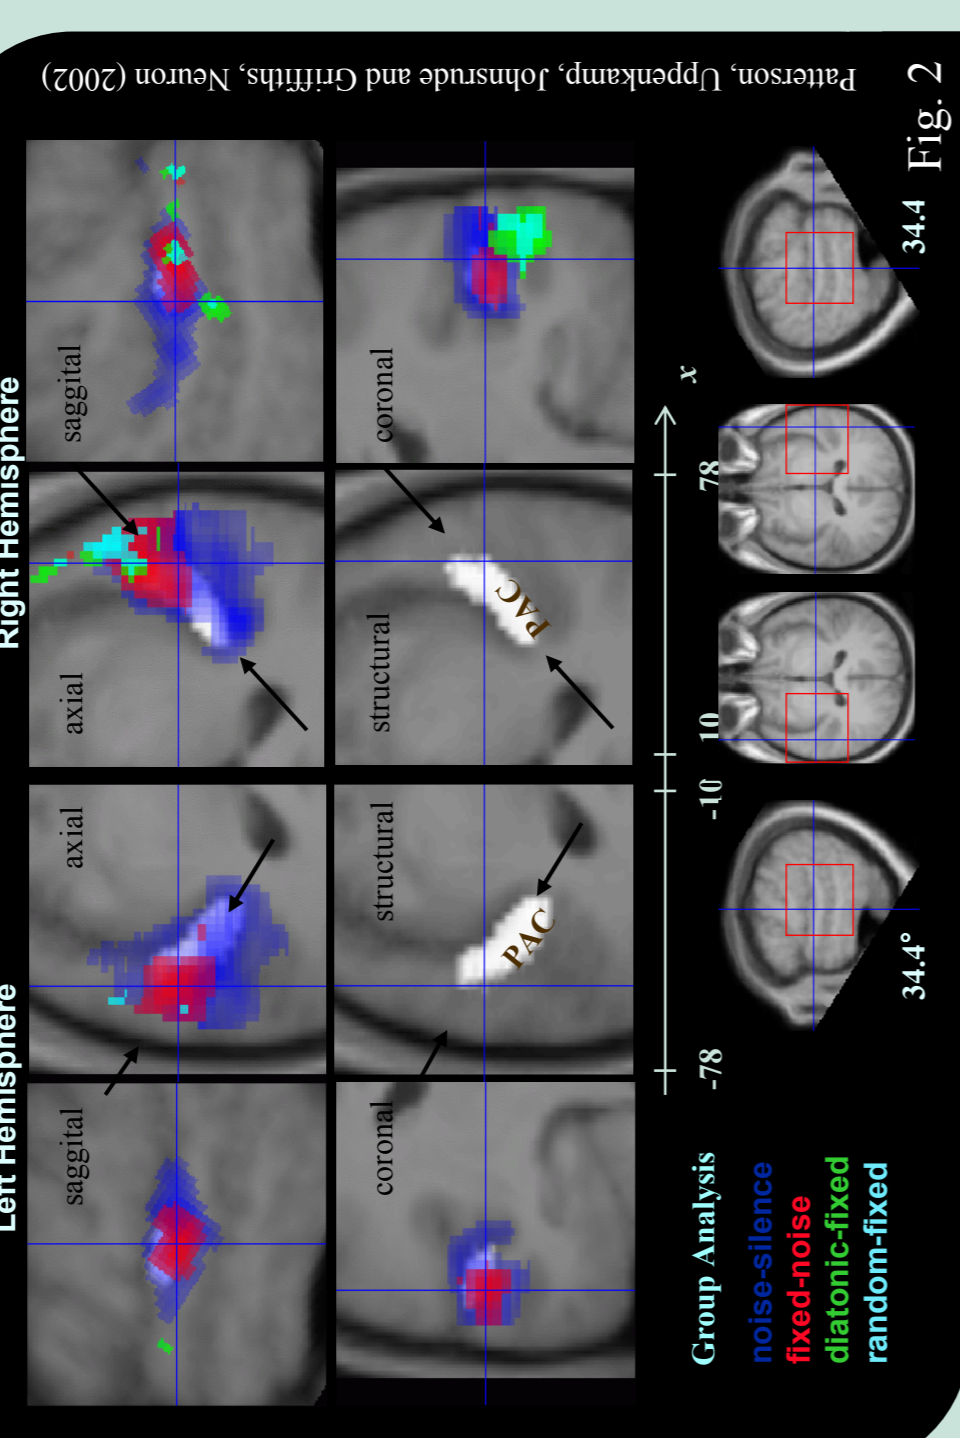 Left Hemisphere
Right Hemisphere
saggital
axial
axial
saggital
coronal
structural
PAC
structural
PAC
coronal
-78
-10
10
78
x
Group Analysis
noise-silence
fixed-noise
diatonic-fixed
random-fixed
34.4°
34.4
Fig. 2
Patterson, Uppenkamp, Johnsrude and Griffiths, Neuron (2002)